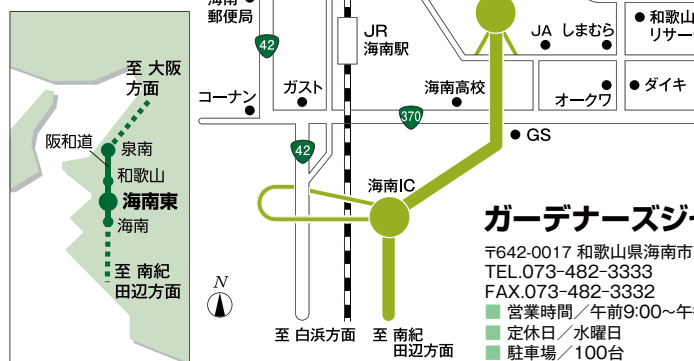 至 大阪
方面
阪和道
泉南
和歌山
海南東
海南
至 南紀
田辺方面
海南
郵便局
42
JR
海南駅
JA
しまむら
和歌山
コーナン
ガスト
海南高校
オークワ
ダイキ
370
GS
42
海南IC
N
至 白浜方面
至 南紀
田辺方面
ガーデナーズジ
〒642-0017 和歌山県海南市
TEL.073-482-3333
FAX.073-482-3332
営業時間／午前9:00〜午
定休日／水曜日
駐車場／100台